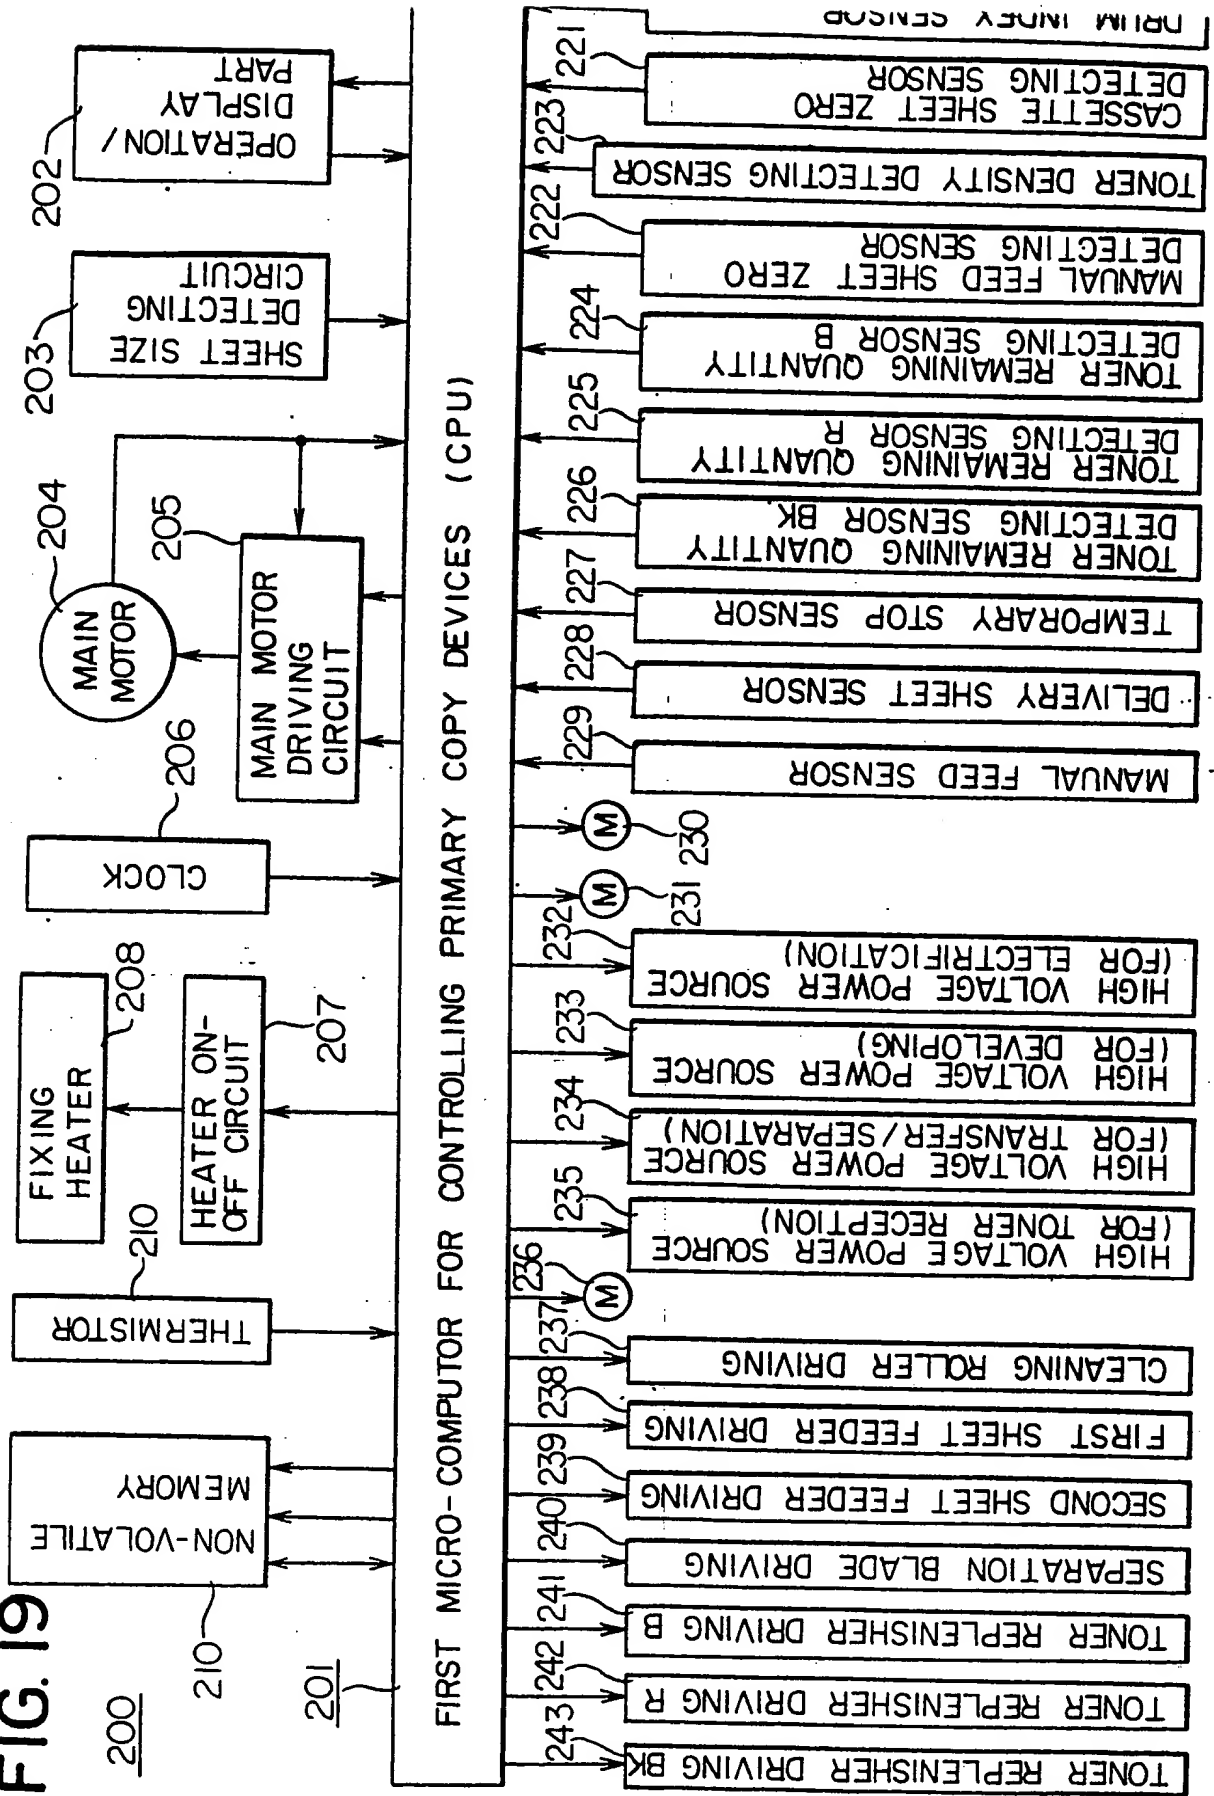 FIG. 19
200
210
NON-VOLATILE
MEMORY
210
THERMISTOR
FIXING
HEATER
208
HEATER ON-
OFF CIRCUIT
207
206
CLOCK
204
MAIN
MOTOR
205
MAIN MOTOR
DRIVING
CIRCUIT
203
SHEET SIZE
DETECTING
CIRCUIT
202
OPERATION/
DISPLAY
PART
201
FIRST MICRO-COMPUTOR FOR CONTROLLING PRIMARY COPY DEVICES (CPU)
243
TONER REPLENISHER DRIVING BK
242
TONER REPLENISHER DRIVING R
241
TONER REPLENISHER DRIVING B
240
SEPARATION BLADE DRIVING
239
SECOND SHEET FEEDER DRIVING
238
FIRST SHEET FEEDER DRIVING
237
CLEANING ROLLER DRIVING
236
M
235
HIGH VOLTAGE POWER SOURCE
(FOR TONER RECEPTION)
234
HIGH VOLTAGE POWER SOURCE
(FOR TRANSFER/SEPARATION)
233
HIGH VOLTAGE POWER SOURCE
(FOR DEVELOPING)
232
HIGH VOLTAGE POWER SOURCE
(FOR ELECTRIFICATION)
M
231
M
230
229
MANUAL FEED SENSOR
228
DELIVERY SHEET SENSOR
227
TEMPORARY STOP SENSOR
226
TONER REMAINING QUANTITY
DETECTING SENSOR BK
225
TONER REMAINING QUANTITY
DETECTING SENSOR R
224
TONER REMAINING QUANTITY
DETECTING SENSOR B
222
MANUAL FEED SHEET ZERO
DETECTING SENSOR
223
TONER DENSITY DETECTING SENSOR
221
CASSETTE SHEET ZERO
DETECTING SENSOR
DRUM INDEX SENSOR